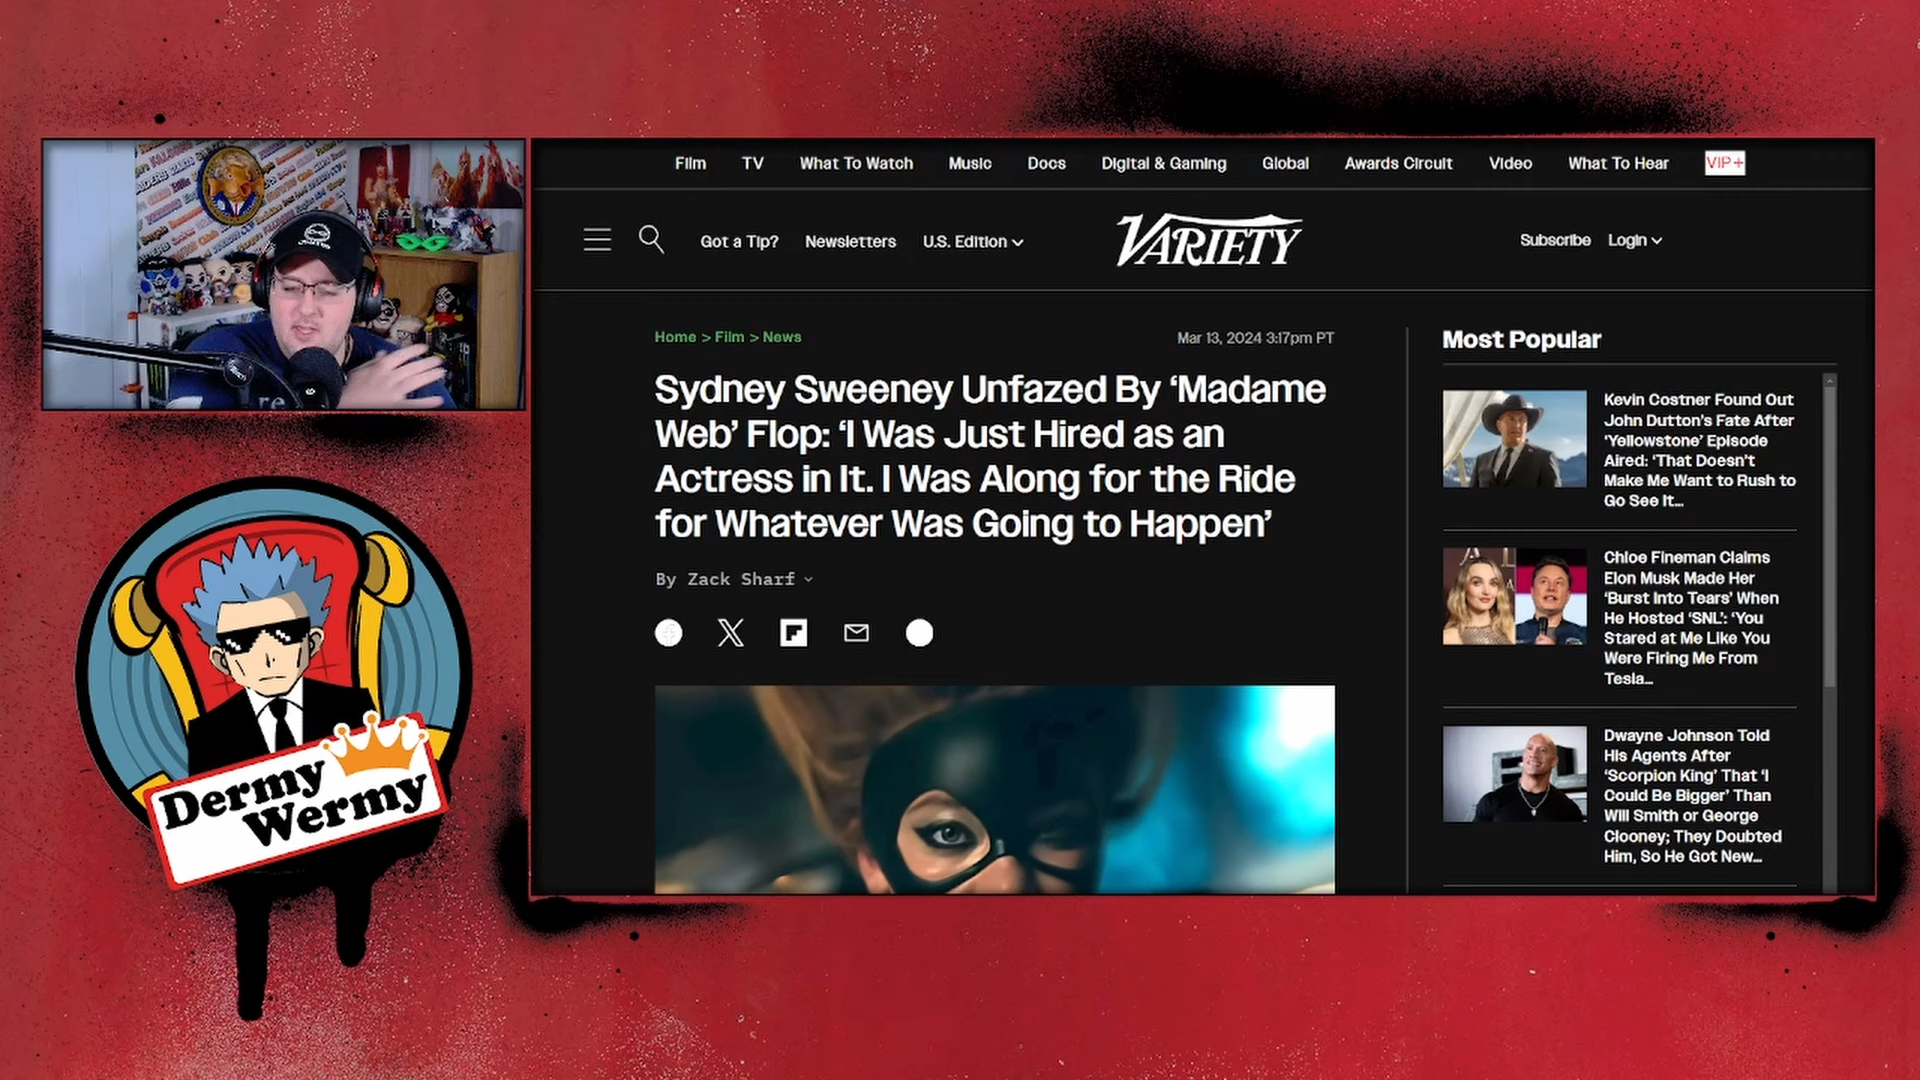 Film TV What To Watch Music Docs Digital & Gaming Global Awards Circuit Video What To Hear VIP+
Got a Tip? Newsletters U.S. Edition VARIETY Subscribe Login
Home > Film > News Mar 13, 2024 3:17pm PT
Sydney Sweeney Unfazed By ‘Madame
Web’ Flop: ‘I Was Just Hired as an
Actress in It. I Was Along for the Ride
for Whatever Was Going to Happen’
By Zack Sharf
Most Popular
Kevin Costner Found Out
John Dutton’s Fate After
‘Yellowstone’ Episode
Aired: ‘That Doesn’t
Make Me Want to Rush to
Go See It...
Chloe Fineman Claims
Elon Musk Made Her
‘Burst Into Tears’ When
He Hosted ‘SNL’: ‘You
Stared at Me Like You
Were Firing Me From
Tesla...
Dwayne Johnson Told
His Agents After
‘Scorpion King’ That ‘I
Could Be Bigger’ Than
Will Smith or George
Clooney; They Doubted
Him, So He Got New...
Dermy
Wermy